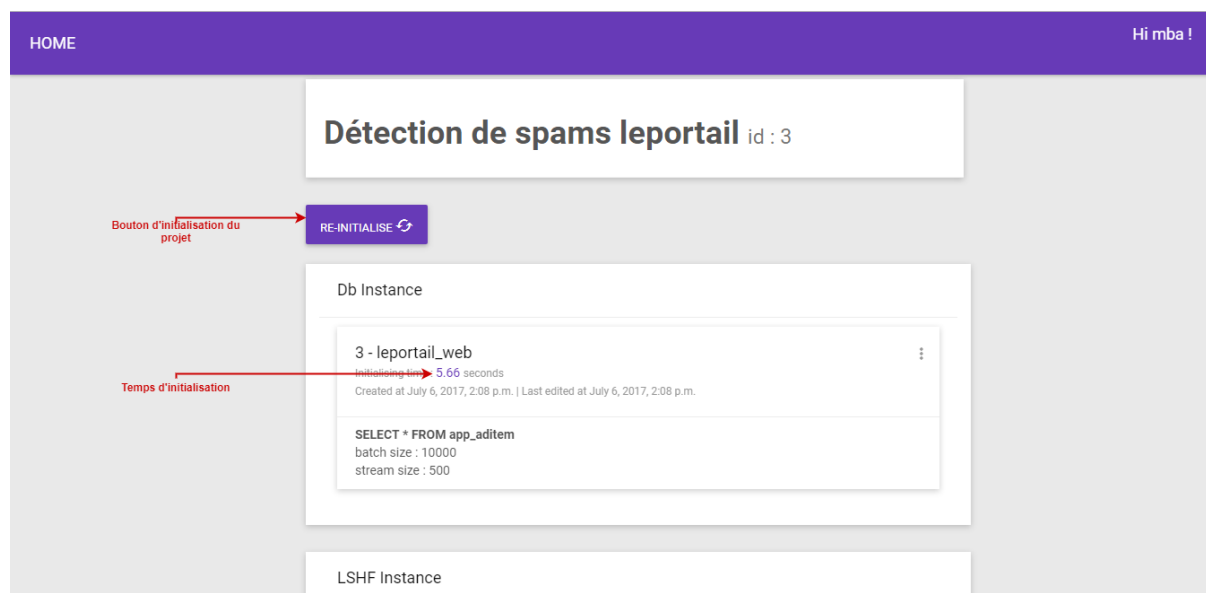 HOME
Hi mba !
Détection de spams leportail id : 3
Bouton d'initialisation du
projet
RE-INITIALISE
Db Instance
3 - leportail_web
Initialising time : 5.66 seconds
Temps d'initialisation
Created at July 6, 2017, 2:08 p.m. | Last edited at July 6, 2017, 2:08 p.m.
SELECT * FROM app_aditem
batch size : 10000
stream size : 500
LSHF Instance